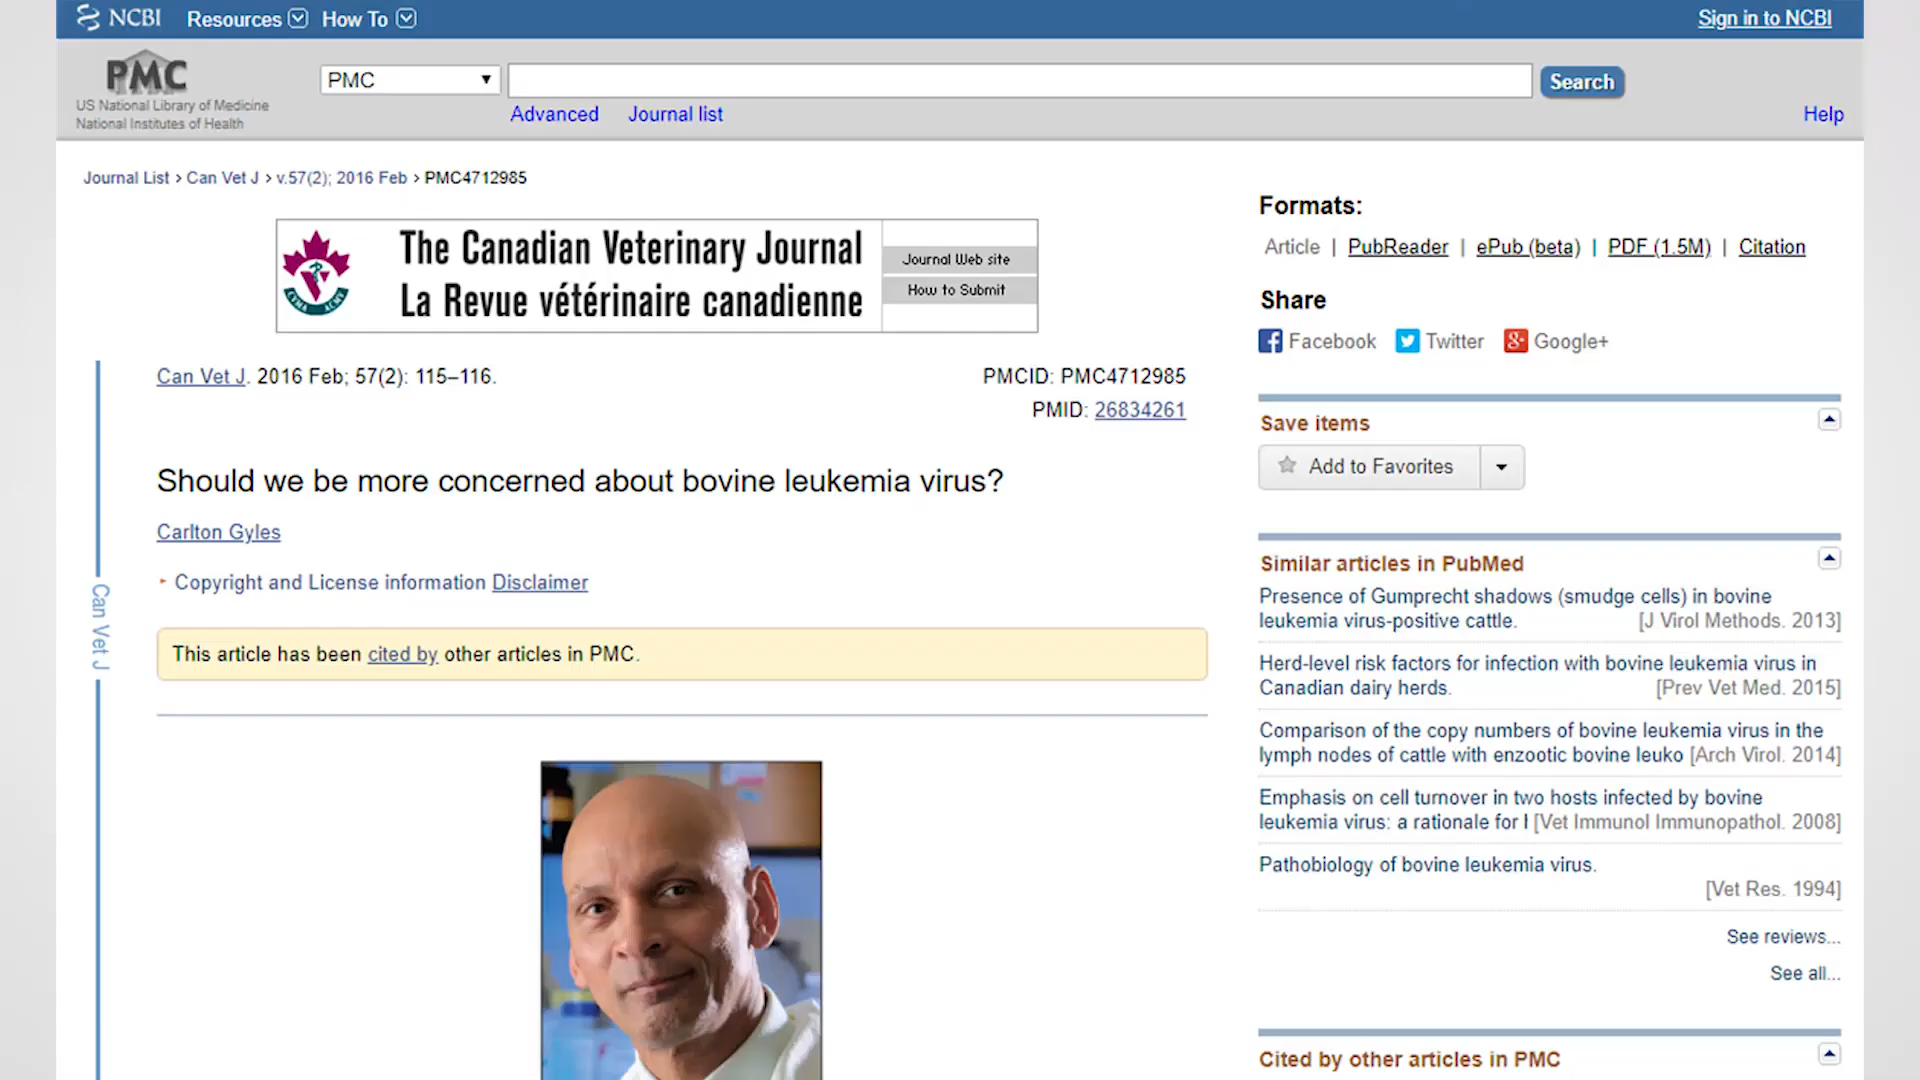 NCBI Resources How To Sign in to NCBI
PMC
US National Library of Medicine
National Institutes of Health
PMC Search
Advanced Journal list Help
Journal List > Can Vet J > v.57(2); 2016 Feb > PMC4712985
The Canadian Veterinary Journal
La Revue vétérinaire canadienne
Journal Web site
How to Submit
CVMA ACMV
Can Vet J. 2016 Feb; 57(2): 115–116. PMCID: PMC4712985
PMID: 26834261
Should we be more concerned about bovine leukemia virus?
Carlton Gyles
Copyright and License information Disclaimer
This article has been cited by other articles in PMC.
Can Vet J
Formats:
Article | PubReader | ePub (beta) | PDF (1.5M) | Citation
Share
Facebook Twitter Google+
Save items
Add to Favorites
Similar articles in PubMed
Presence of Gumprecht shadows (smudge cells) in bovine
leukemia virus-positive cattle. [J Virol Methods. 2013]
Herd-level risk factors for infection with bovine leukemia virus in
Canadian dairy herds. [Prev Vet Med. 2015]
Comparison of the copy numbers of bovine leukemia virus in the
lymph nodes of cattle with enzootic bovine leuko [Arch Virol. 2014]
Emphasis on cell turnover in two hosts infected by bovine
leukemia virus: a rationale for [Vet Immunol Immunopathol. 2008]
Pathobiology of bovine leukemia virus.
[Vet Res. 1994]
See reviews...
See all...
Cited by other articles in PMC